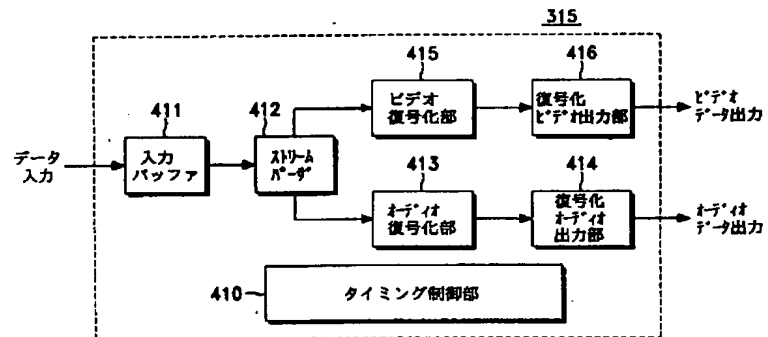 315
415
ビデオ
復号化部
416
復号化
ビデオ出力部
ビデオ
データ出力
411
412
データ
入力
入力
バッファ
ストリーム
パーザ
413
オーディオ
復号化部
414
復号化
オーディオ
出力部
オーディオ
データ出力
410
タイミング制御部